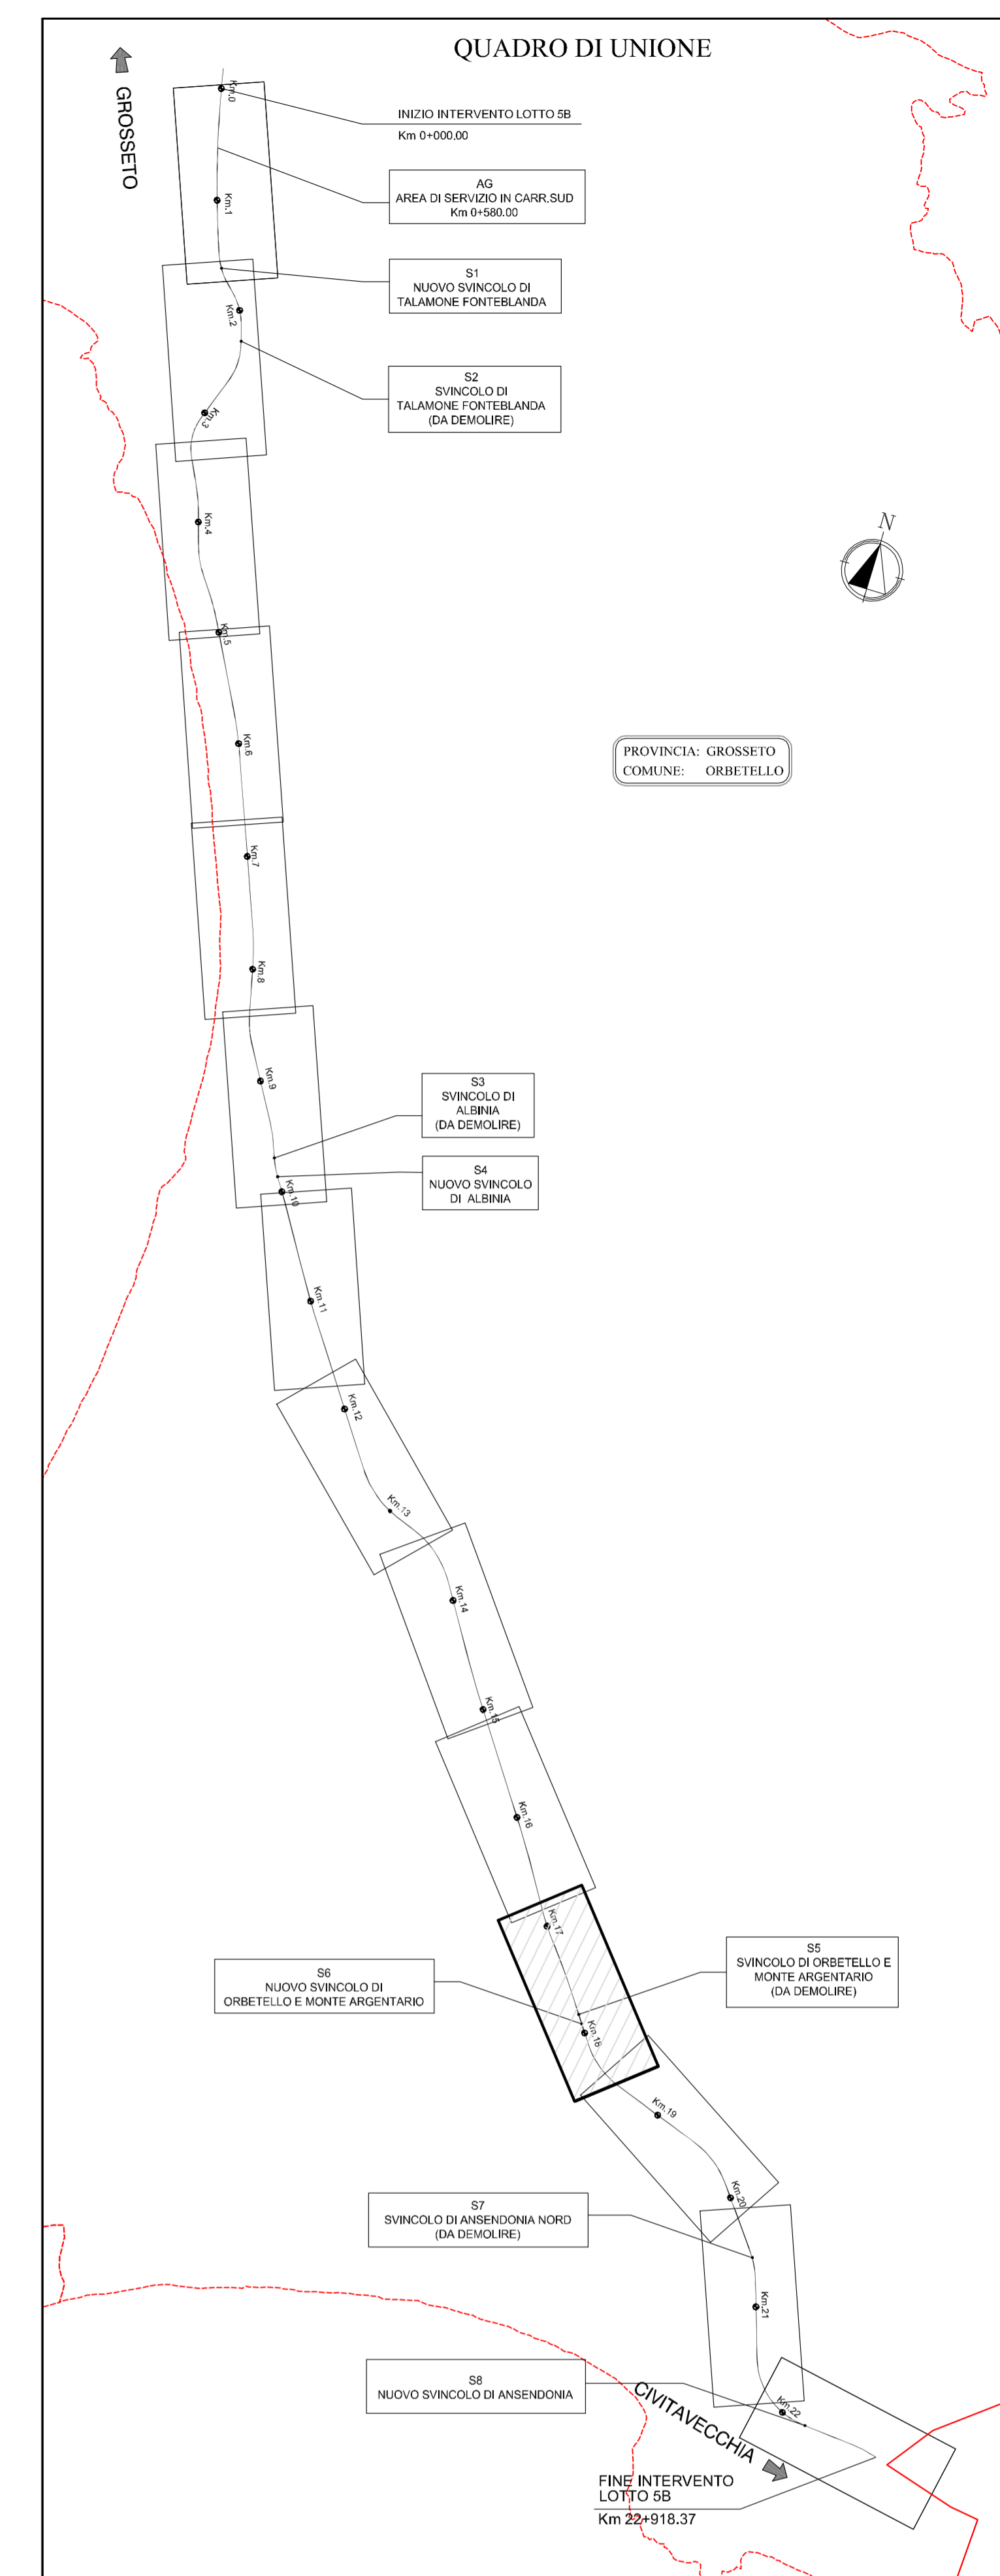 QUADRO DI UNIONE
GROSSETO
Km.0
INIZIO INTERVENTO LOTTO 5B
Km 0+000.00
AG
AREA DI SERVIZIO IN CARR.SUD
Km 0+580.00
Km.1
S1
NUOVO SVINCOLO DI
TALAMONE FONTEBLANDA
Km.2
S2
SVINCOLO DI
TALAMONE FONTEBLANDA
(DA DEMOLIRE)
Km.3
Km.4
N
Km.5
Km.6
PROVINCIA: GROSSETO
COMUNE: ORBETELLO
Km.7
Km.8
Km.9
S3
SVINCOLO DI
ALBINIA
(DA DEMOLIRE)
S4
NUOVO SVINCOLO
DI ALBINIA
Km.10
Km.11
Km.12
Km.13
Km.14
Km.15
Km.16
Km.17
S5
SVINCOLO DI ORBETELLO E
MONTE ARGENTARIO
(DA DEMOLIRE)
S6
NUOVO SVINCOLO DI
ORBETELLO E MONTE ARGENTARIO
Km.18
Km.19
Km.20
S7
SVINCOLO DI ANSENDONIA NORD
(DA DEMOLIRE)
Km.21
S8
NUOVO SVINCOLO DI ANSENDONIA
Km.22
CIVITAVECCHIA
FINE INTERVENTO
LOTTO 5B
Km 22+918.37